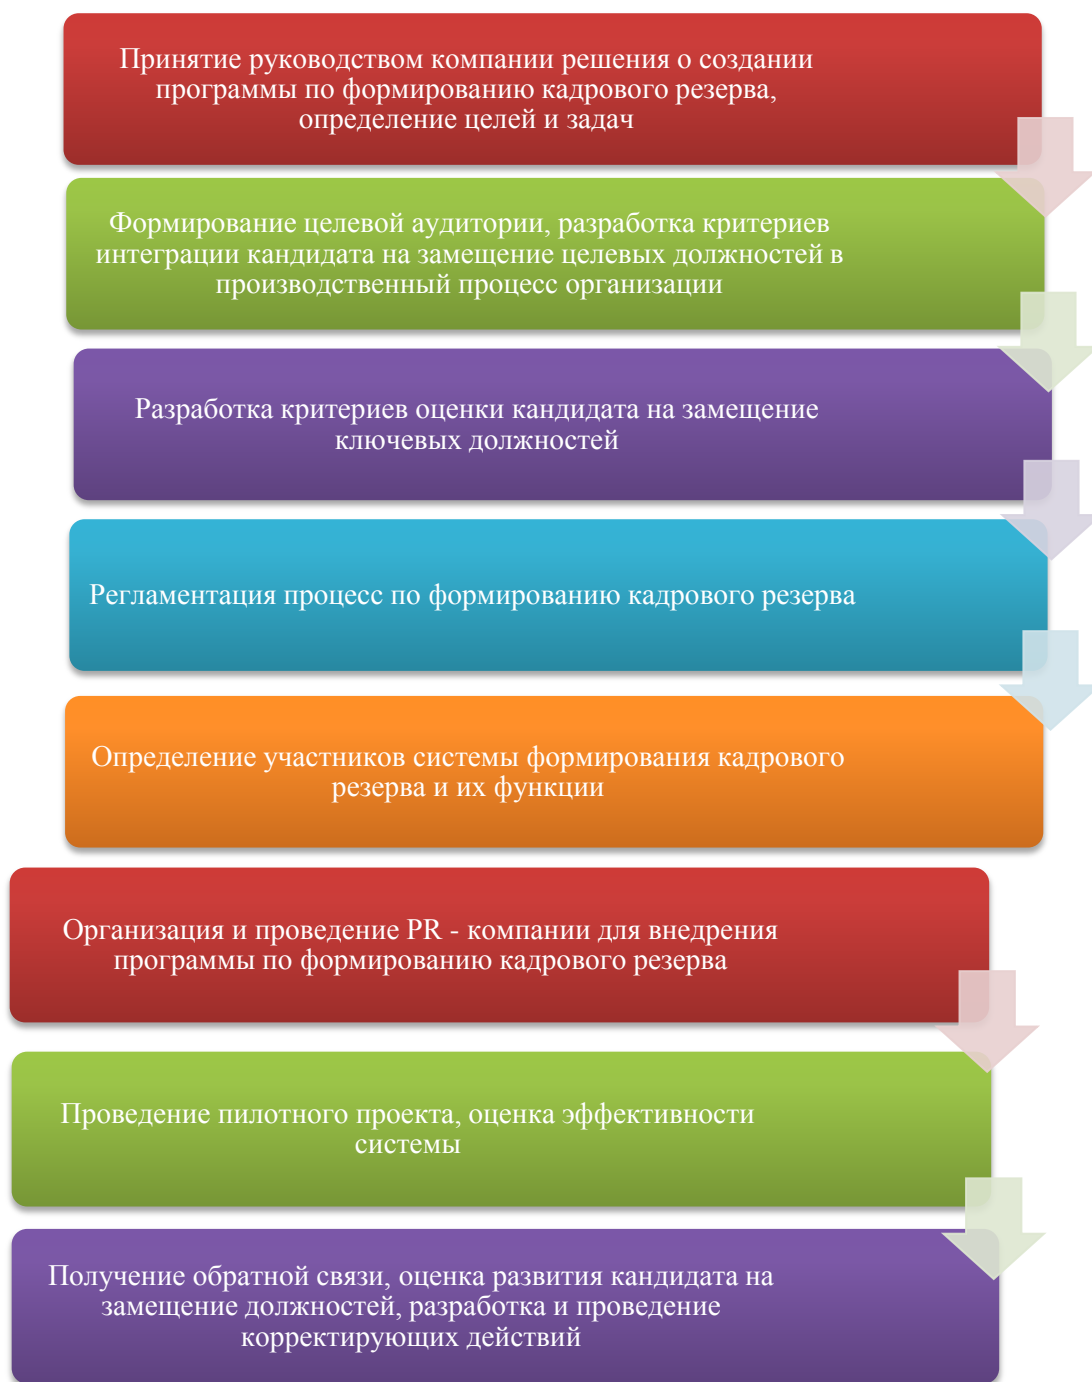 Принятие руководством компании решения о создании
программы по формированию кадрового резерва,
определение целей и задач
Формирование целевой аудитории, разработка критериев
интеграции кандидата на замещение целевых должностей в
производственный процесс организации
Разработка критериев оценки кандидата на замещение
ключевых должностей
Регламентация процесс по формированию кадрового резерва
Определение участников системы формирования кадрового
резерва и их функции
Организация и проведение PR - компании для внедрения
программы по формированию кадрового резерва
Проведение пилотного проекта, оценка эффективности
системы
Получение обратной связи, оценка развития кандидата на
замещение должностей, разработка и проведение
корректирующих действий